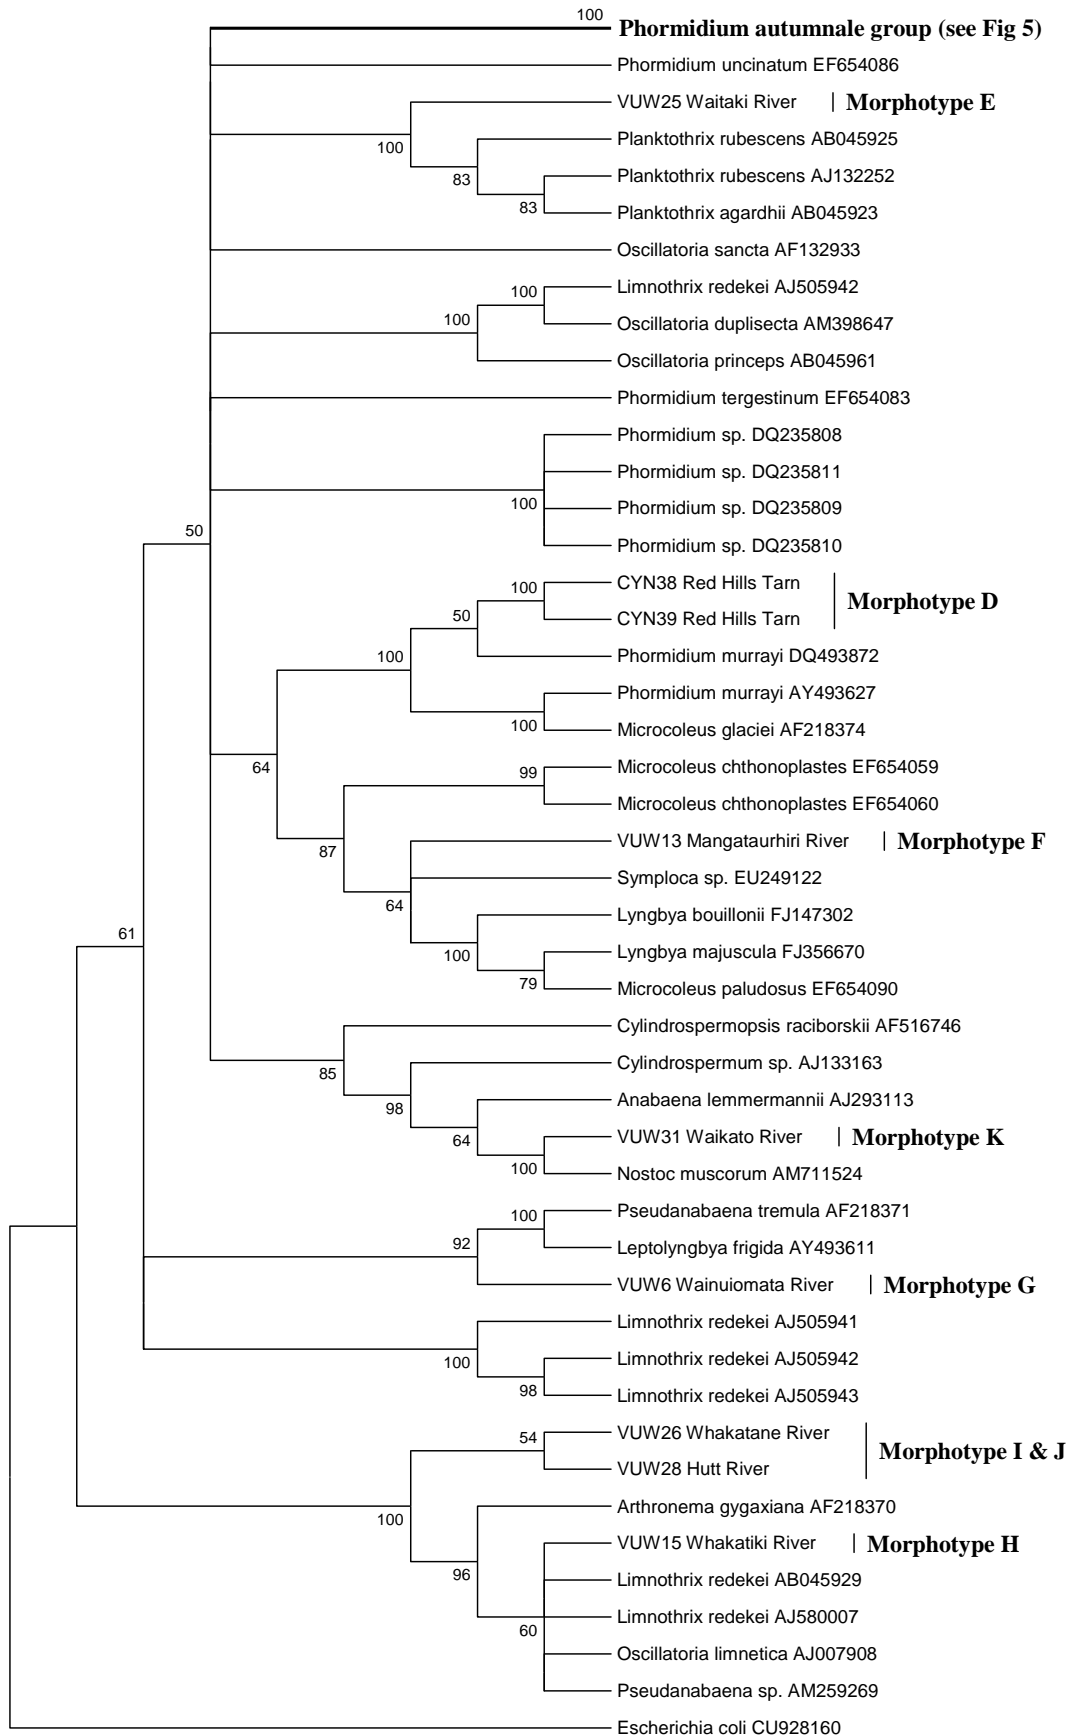 100
Phormidium autumnale group (see Fig 5)
Phormidium uncinatum EF654086
VUW25 Waitaki River
Morphotype E
100
Planktothrix rubescens AB045925
83
Planktothrix rubescens AJ132252
83
Planktothrix agardhii AB045923
Oscillatoria sancta AF132933
100
Limnothrix redekei AJ505942
100
Oscillatoria duplisecta AM398647
Oscillatoria princeps AB045961
Phormidium tergestinum EF654083
Phormidium sp. DQ235808
Phormidium sp. DQ235811
100
Phormidium sp. DQ235809
50
Phormidium sp. DQ235810
100
CYN38 Red Hills Tarn
Morphotype D
50
CYN39 Red Hills Tarn
100
Phormidium murrayi DQ493872
Phormidium murrayi AY493627
100
Microcoleus glaciei AF218374
64
99
Microcoleus chthonoplastes EF654059
Microcoleus chthonoplastes EF654060
87
VUW13 Mangataurhiri River
Morphotype F
Symploca sp. EU249122
64
Lyngbya bouillonii FJ147302
61
100
Lyngbya majuscula FJ356670
79
Microcoleus paludosus EF654090
Cylindrospermopsis raciborskii AF516746
85
Cylindrospermum sp. AJ133163
98
Anabaena lemmermannii AJ293113
64
VUW31 Waikato River
Morphotype K
100
Nostoc muscorum AM711524
100
Pseudanabaena tremula AF218371
92
Leptolyngbya frigida AY493611
VUW6 Wainuiomata River
Morphotype G
Limnothrix redekei AJ505941
100
Limnothrix redekei AJ505942
98
Limnothrix redekei AJ505943
54
VUW26 Whakatane River
Morphotype I & J
VUW28 Hutt River
100
Arthronema gygaxiana AF218370
VUW15 Whakatiki River
Morphotype H
96
Limnothrix redekei AB045929
Limnothrix redekei AJ580007
60
Oscillatoria limnetica AJ007908
Pseudanabaena sp. AM259269
Escherichia coli CU928160